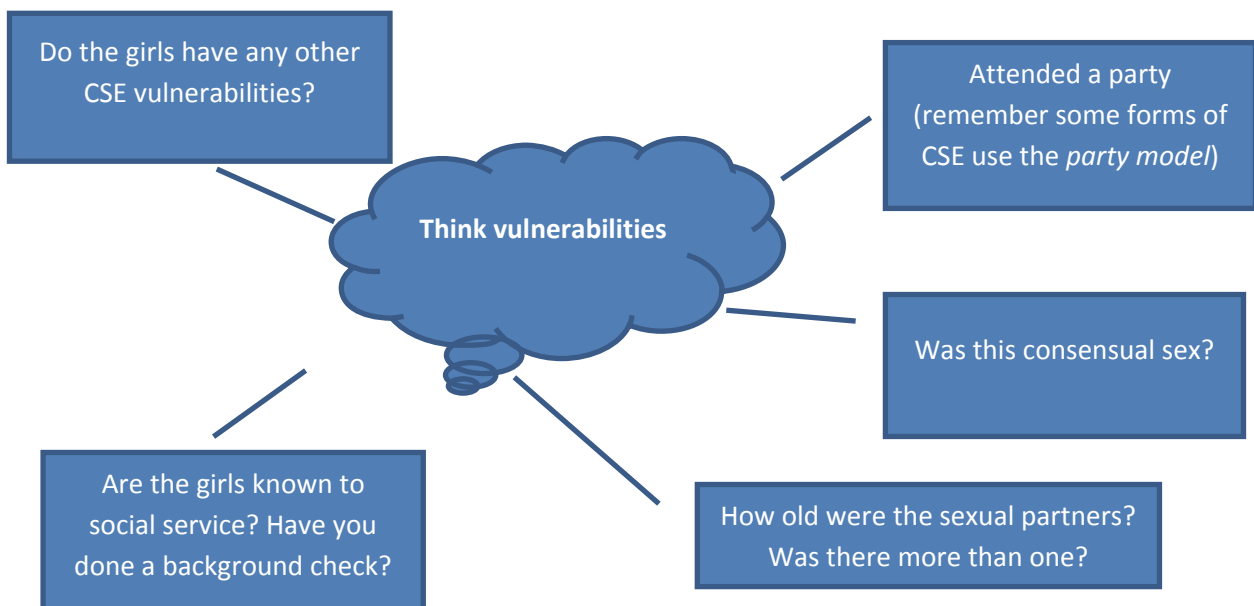 Do the girls have any other
CSE vulnerabilities?
Attended a party
(remember some forms of
CSE use the party model)
Think vulnerabilities
Was this consensual sex?
Are the girls known to
social service? Have you
done a background check?
How old were the sexual partners?
Was there more than one?